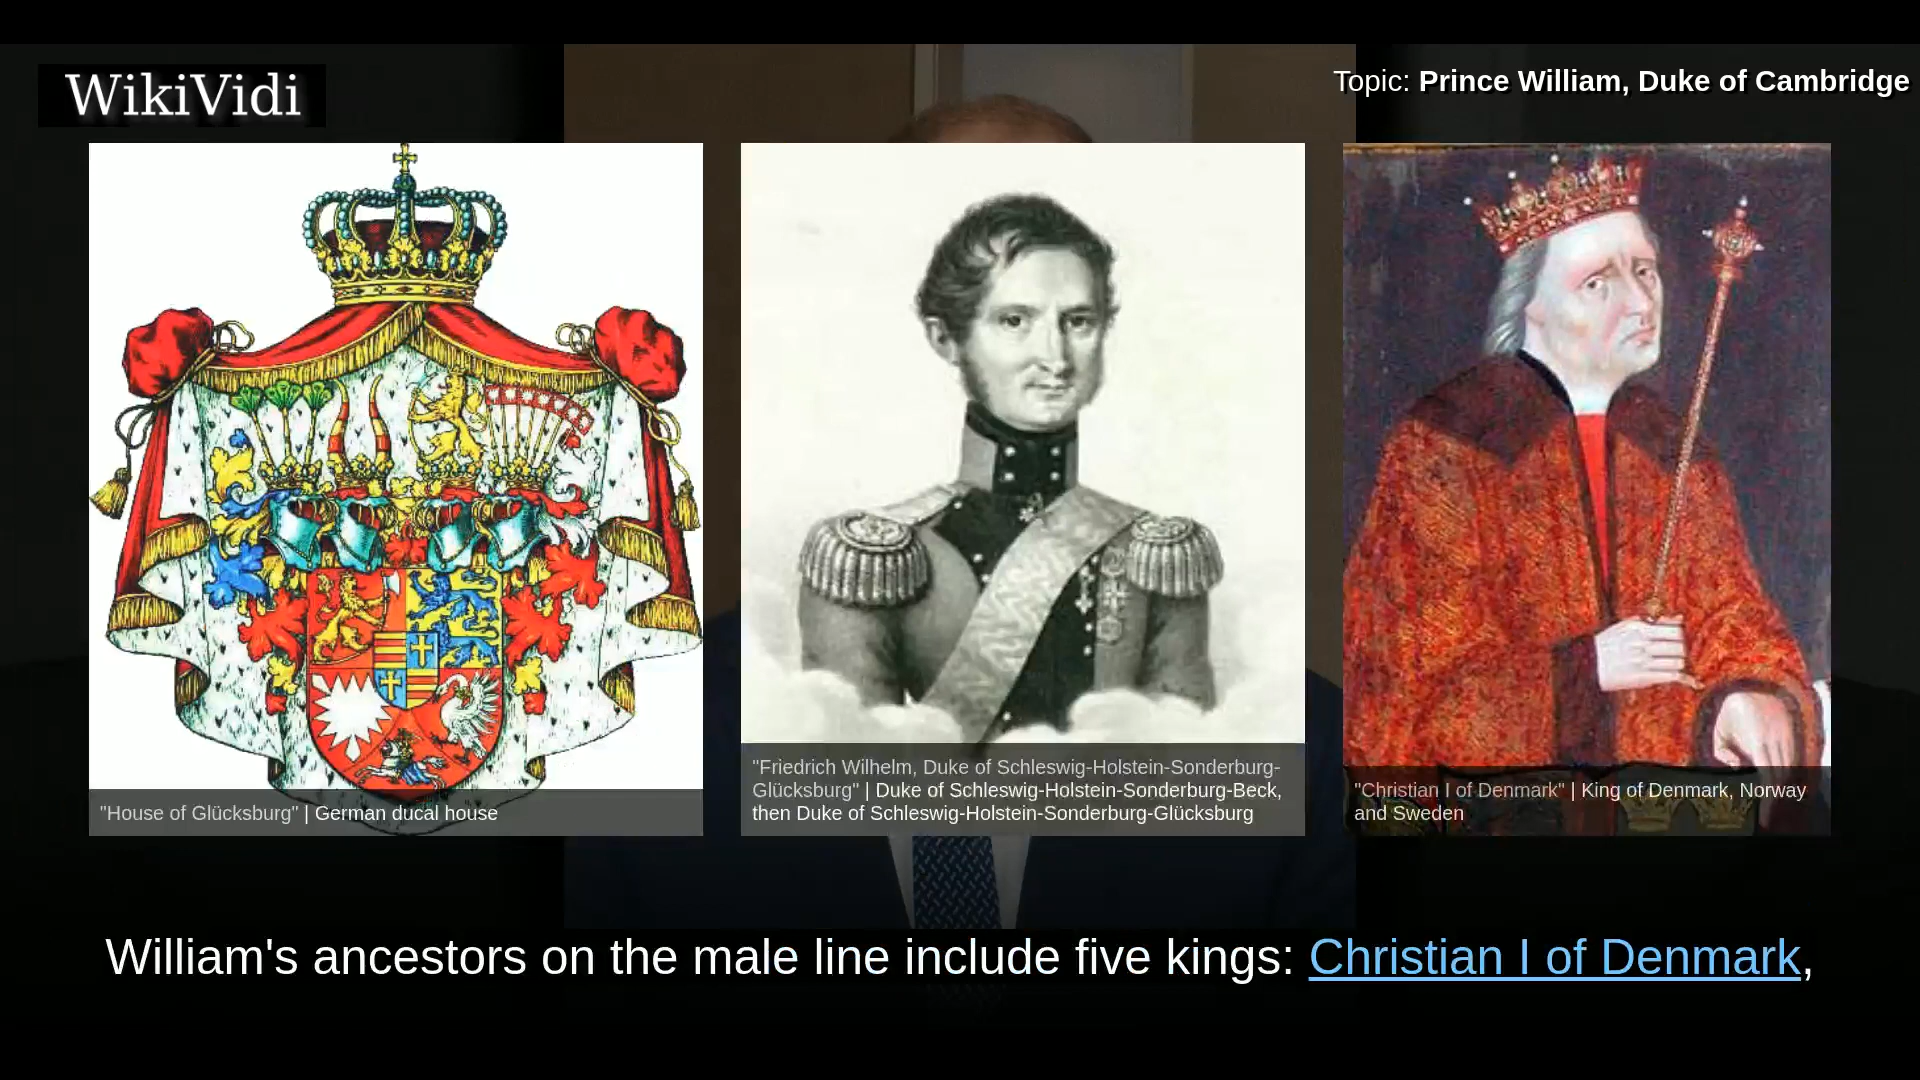 WikiVidi
Topic: Prince William, Duke of Cambridge
"House of Glücksburg" | German ducal house
"Friedrich Wilhelm, Duke of Schleswig-Holstein-Sonderburg-
Glücksburg" | Duke of Schleswig-Holstein-Sonderburg-Beck,
then Duke of Schleswig-Holstein-Sonderburg-Glücksburg
"Christian I of Denmark" | King of Denmark, Norway
and Sweden
William's ancestors on the male line include five kings: Christian I of Denmark,